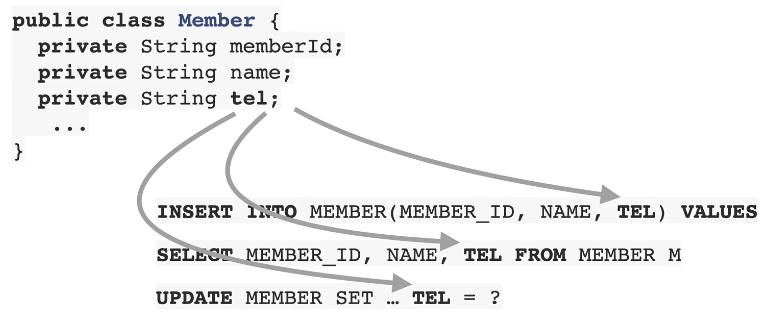 public class Member {
private String memberId;
private String name;
private String tel;
...
}
INSERT INTO MEMBER(MEMBER_ID, NAME, TEL) VALUES
SELECT MEMBER_ID, NAME, TEL FROM MEMBER M
UPDATE MEMBER SET … TEL = ?